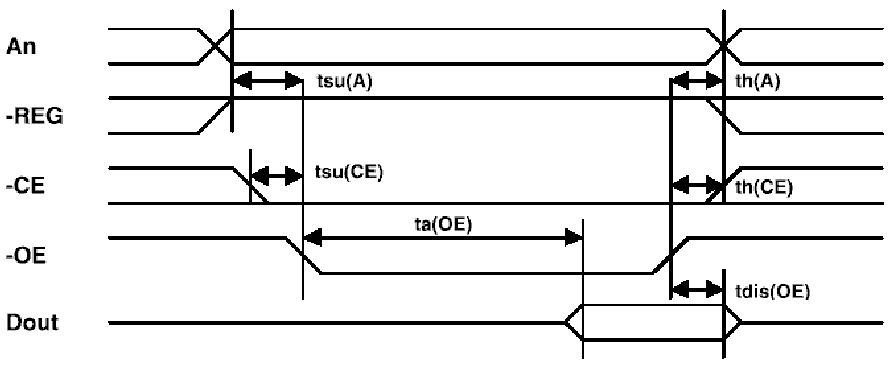 An
tsu(A) th(A)
-REG
tsu(CE)
-CE th(CE)
ta(OE)
-OE
tdis(OE)
Dout